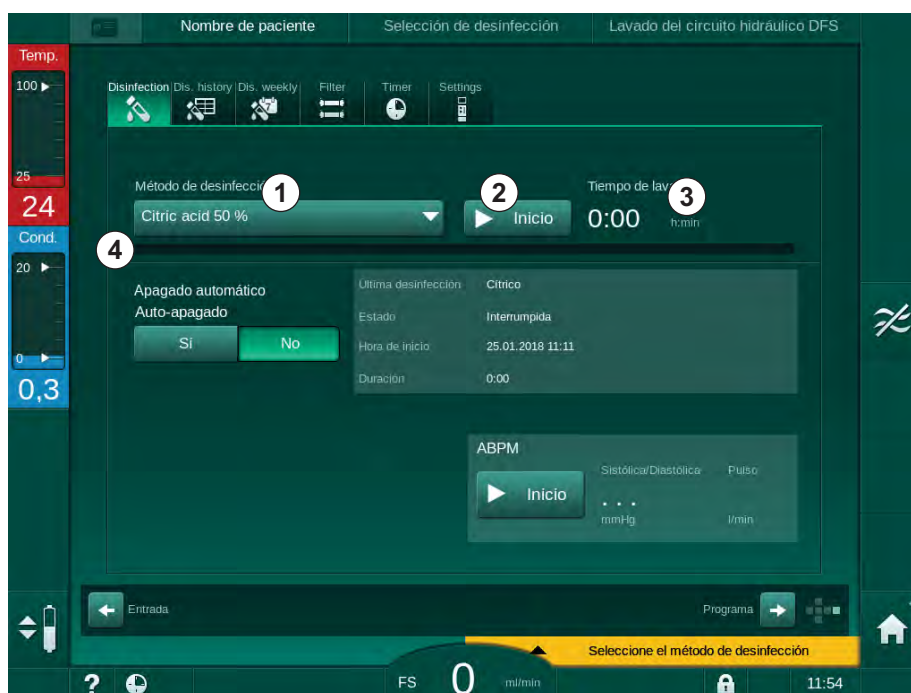 Nombre de paciente Selección de desinfección Lavado del circuito hidráulico DFS
Temp.
100
25
24
Cond.
20
0
0,3
Disinfection Dis. history Dis. weekly Filter Timer Settings
7
Método de desinfecci 1
2
Tiempo de lav 3
Citric acid 50 %
Inicio
0:00 h:min
4
Apagado automático
Auto-apagado
Si No
Última desinfección Cítrico
Estado Interrumpida
Hora de inicio 25.01.2018 11:11
Duración 0:00
ABPM
Inicio
Sistólica/Diastólica Pulso
. . .
mmHg l/min
Entrada
Programa
Seleccione el método de desinfección
? FS 0 ml/min 11:54